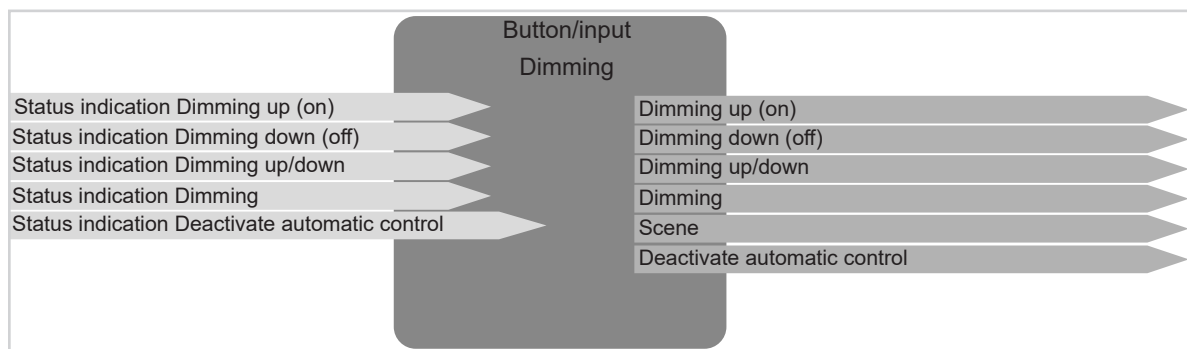 Button/input
Dimming
Status indication Dimming up (on)
Status indication Dimming down (off)
Status indication Dimming up/down
Status indication Dimming
Status indication Deactivate automatic control
Dimming up (on)
Dimming down (off)
Dimming up/down
Dimming
Scene
Deactivate automatic control